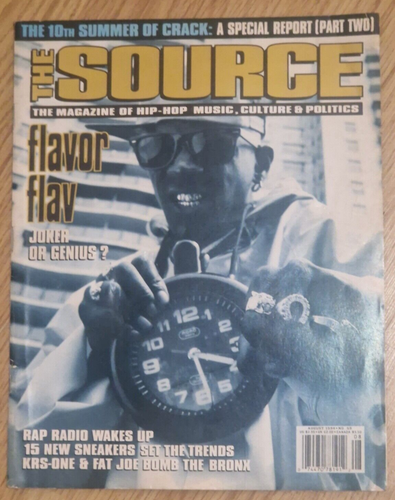 THE 10TH SUMMER OF CRACK: A SPECIAL REPORT (PART TWO)
THE SOURCE
THE MAGAZINE OF HIP-HOP MUSIC, CULTURE & POLITICS
flavor
flav
JOKER
OR GENIUS?
12
1
2
3
4
5
6
7
8
9
10
11
RAP RADIO WAKES UP
15 NEW SNEAKERS SET THE TRENDS
KRS-ONE & FAT JOE BOMB THE BRONX
AUGUST
08